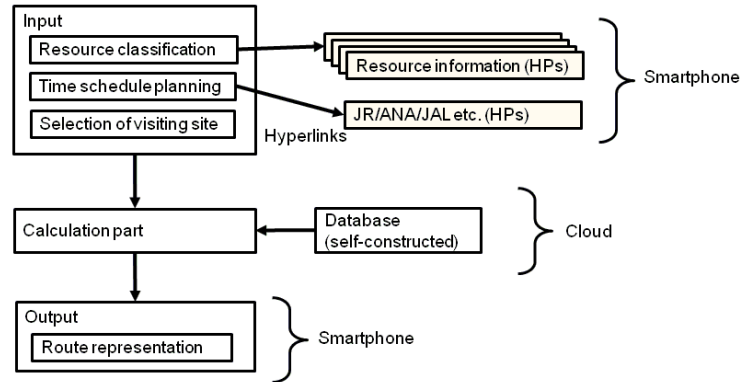 Input
Resource classification
Resource information (HPs)
Smartphone
Time schedule planning
JR/ANA/JAL etc. (HPs)
Selection of visiting site
Hyperlinks
Calculation part
Database
(self-constructed)
Cloud
Output
Route representation
Smartphone